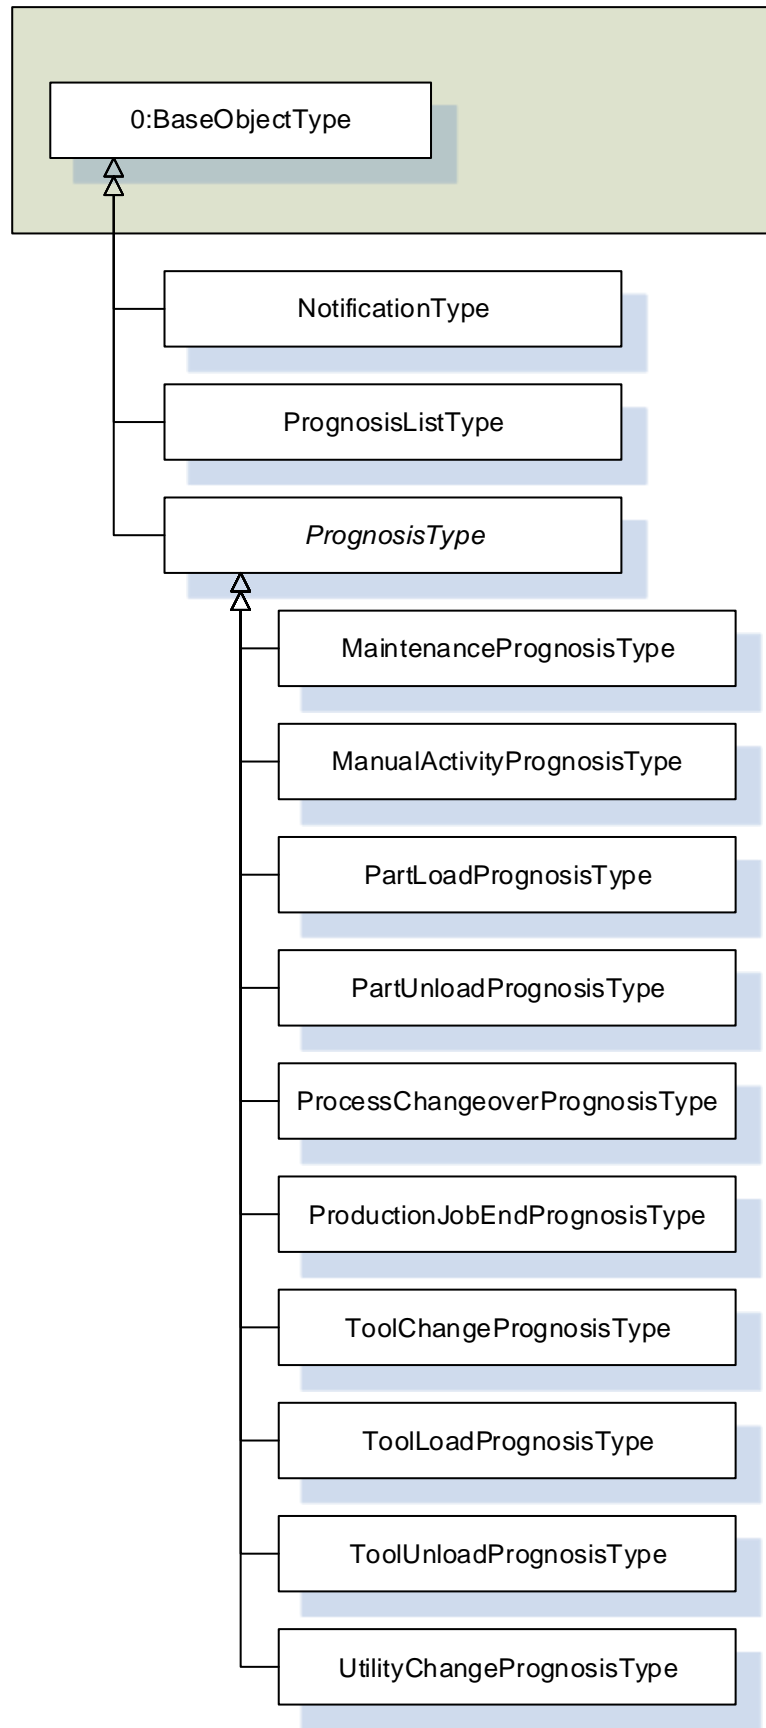 0:BaseObjectType
NotificationType
PrognosisListType
PrognosisType
MaintenancePrognosisType
ManualActivityPrognosisType
PartLoadPrognosisType
PartUnloadPrognosisType
ProcessChangeoverPrognosisType
ProductionJobEndPrognosisType
ToolChangePrognosisType
ToolLoadPrognosisType
ToolUnloadPrognosisType
UtilityChangePrognosisType